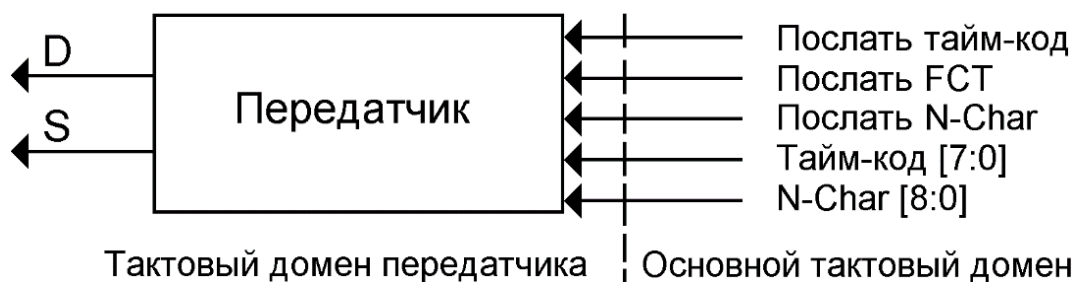 D
S
Передатчик
Послать тайм-код
Послать FCT
Послать N-Char
Тайм-код [7:0]
N-Char [8:0]
Тактовый домен передатчика
Основной тактовый домен